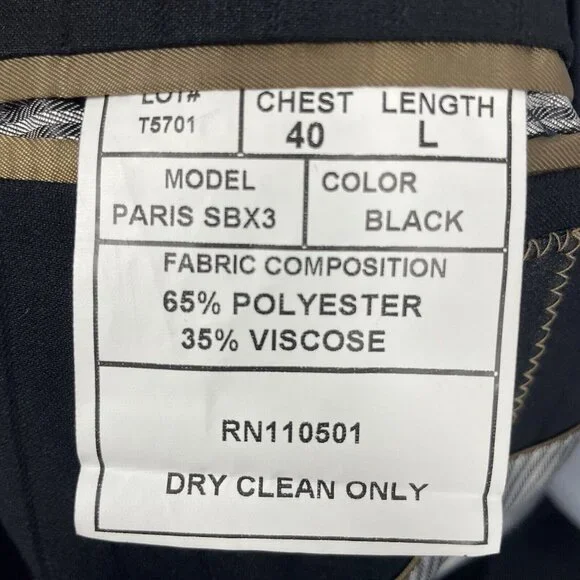 LOT# CHEST LENGTH
T5701 40 L
MODEL COLOR
PARIS SBX3 BLACK
FABRIC COMPOSITION
65% POLYESTER
35% VISCOSE
RN110501
DRY CLEAN ONLY